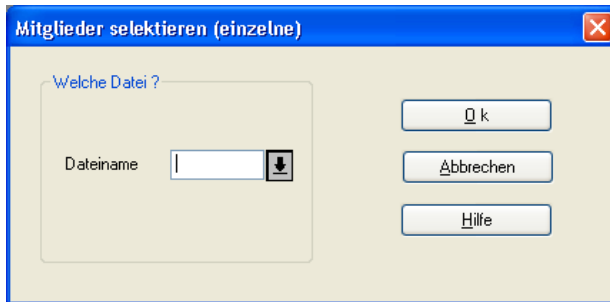 Mitglieder selektieren (einzelne)
Welche Datei ?
Dateiname
O k
Abbrechen
Hilfe